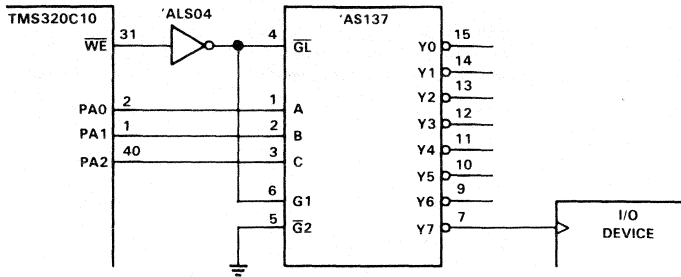 TMS320C10
'ALS04
'AS137
WE
31
4
GL
Y0
15
Y1
14
PA0
2
1
A
Y2
13
PA1
1
2
B
Y3
12
PA2
40
3
C
Y4
11
Y5
10
6
G1
Y6
9
5
G2
Y7
7
I/O
DEVICE